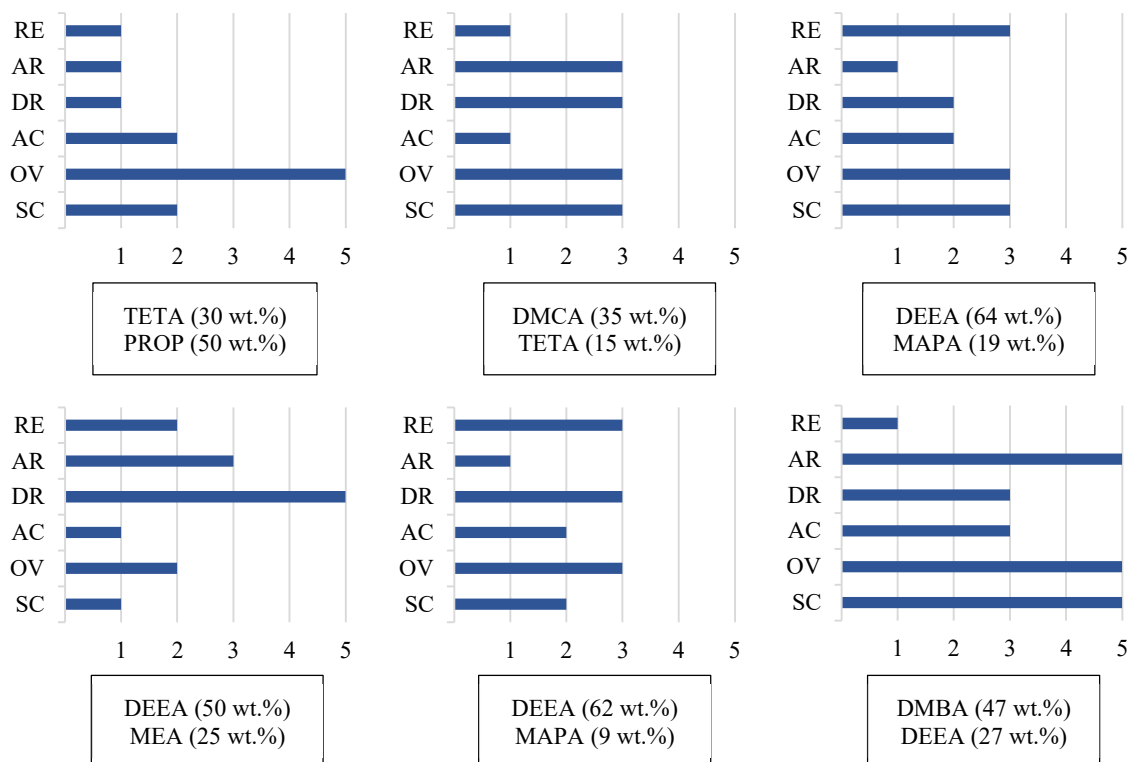 RE
AR
DR
AC
OV
SC
1 2 3 4 5
TETA (30 wt.%)
PROP (50 wt.%)
RE
AR
DR
AC
OV
SC
1 2 3 4 5
DMCA (35 wt.%)
TETA (15 wt.%)
RE
AR
DR
AC
OV
SC
1 2 3 4 5
DEEA (64 wt.%)
MAPA (19 wt.%)
RE
AR
DR
AC
OV
SC
1 2 3 4 5
DEEA (50 wt.%)
MEA (25 wt.%)
RE
AR
DR
AC
OV
SC
1 2 3 4 5
DEEA (62 wt.%)
MAPA (9 wt.%)
RE
AR
DR
AC
OV
SC
1 2 3 4 5
DMBA (47 wt.%)
DEEA (27 wt.%)